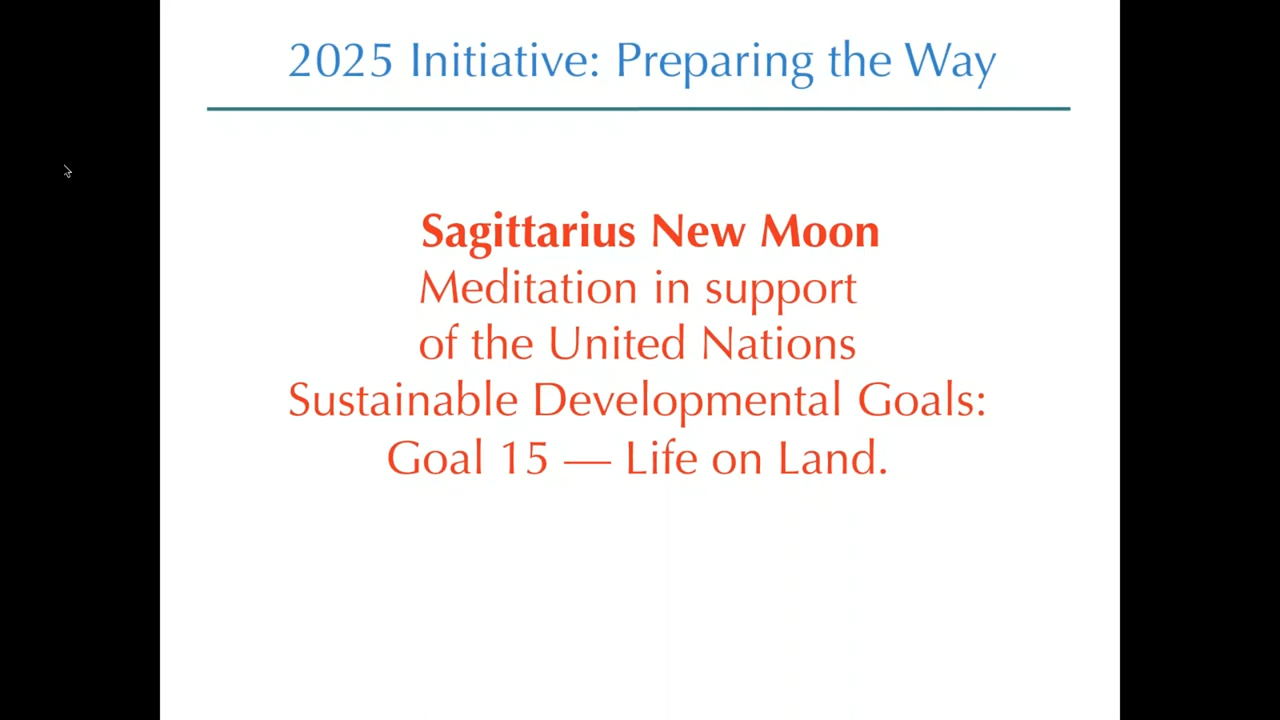 2025 Initiative: Preparing the Way
Sagittarius New Moon
Meditation in support
of the United Nations
Sustainable Developmental Goals:
Goal 15 — Life on Land.